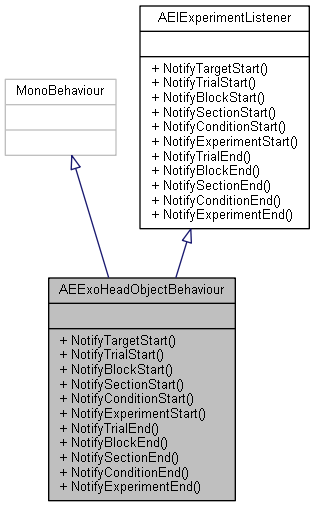 AEIExperimentListener
+ NotifyTargetStart()
+ NotifyTrialStart()
+ NotifyBlockStart()
+ NotifySectionStart()
+ NotifyConditionStart()
+ NotifyExperimentStart()
+ NotifyTrialEnd()
+ NotifyBlockEnd()
+ NotifySectionEnd()
+ NotifyConditionEnd()
+ NotifyExperimentEnd()
MonoBehaviour
AEExoHeadObjectBehaviour
+ NotifyTargetStart()
+ NotifyTrialStart()
+ NotifyBlockStart()
+ NotifySectionStart()
+ NotifyConditionStart()
+ NotifyExperimentStart()
+ NotifyTrialEnd()
+ NotifyBlockEnd()
+ NotifySectionEnd()
+ NotifyConditionEnd()
+ NotifyExperimentEnd()